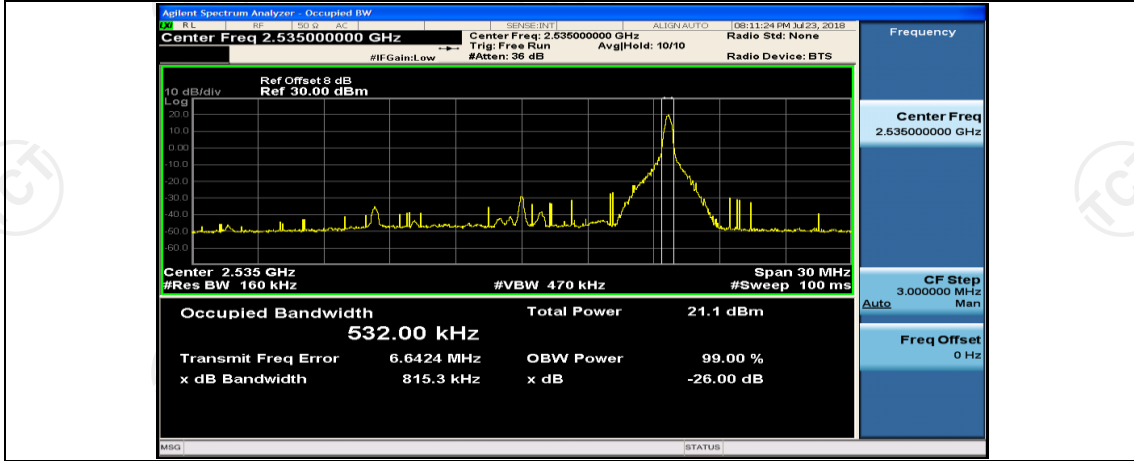 Agilent Spectrum Analyzer - Occupied BW
LXI RL RF 50 Ω AC SENSE:INT ALIGN AUTO 08:11:24 PM Jul 23, 2018
Center Freq 2.535000000 GHz
Center Freq: 2.535000000 GHz Radio Std: None
Trig: Free Run Avg|Hold: 10/10
#IFGain:Low #Atten: 36 dB Radio Device: BTS
Frequency
Ref Offset 8 dB
10 dB/div Ref 30.00 dBm
Log
20.0
10.0
0.00
-10.0
-20.0
-30.0
-40.0
-50.0
-60.0
Center 2.535 GHz Span 30 MHz
#Res BW 160 kHz #VBW 470 kHz #Sweep 100 ms
Occupied Bandwidth Total Power 21.1 dBm
532.00 kHz
Transmit Freq Error 6.6424 MHz OBW Power 99.00 %
x dB Bandwidth 815.3 kHz x dB -26.00 dB
Center Freq
2.535000000 GHz
CF Step
3.000000 MHz
Auto Man
Freq Offset
0 Hz
MSG STATUS
TCT
TCT